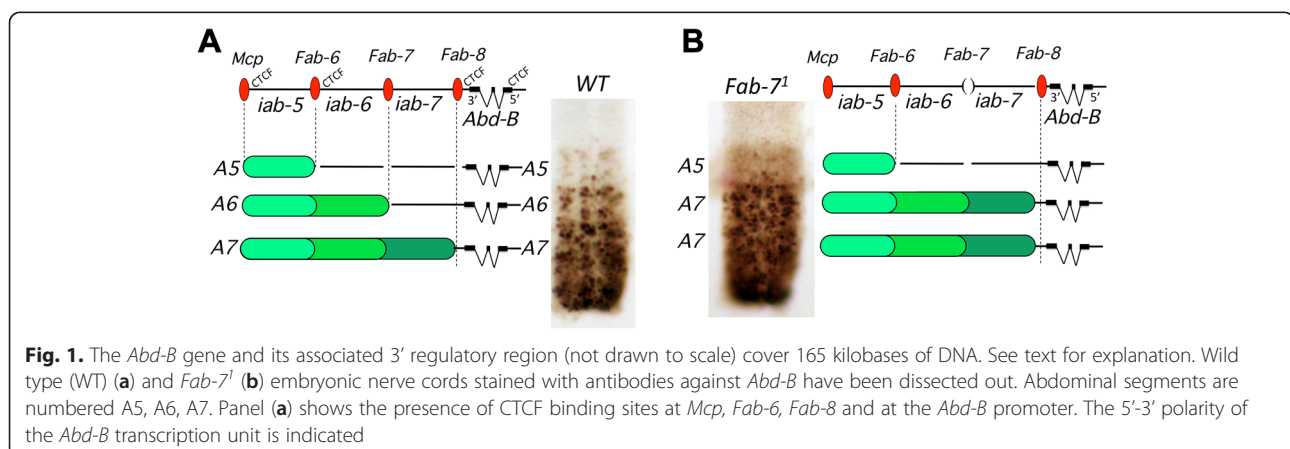 A
Mcp Fab-6 Fab-7 Fab-8
CTCF CTCF CTCF CTCF
iab-5 iab-6 iab-7 3' 5'
Abd-B
WT
A5 A5
A6 A6
A7 A7
B
Mcp Fab-6 Fab-7 Fab-8
Fab-7¹
iab-5 iab-6 iab-7 3' 5'
Abd-B
A5
A7
A7
Fig. 1. The Abd-B gene and its associated 3’ regulatory region (not drawn to scale) cover 165 kilobases of DNA. See text for explanation. Wild
type (WT) (a) and Fab-7¹ (b) embryonic nerve cords stained with antibodies against Abd-B have been dissected out. Abdominal segments are
numbered A5, A6, A7. Panel (a) shows the presence of CTCF binding sites at Mcp, Fab-6, Fab-8 and at the Abd-B promoter. The 5’-3’ polarity of
the Abd-B transcription unit is indicated